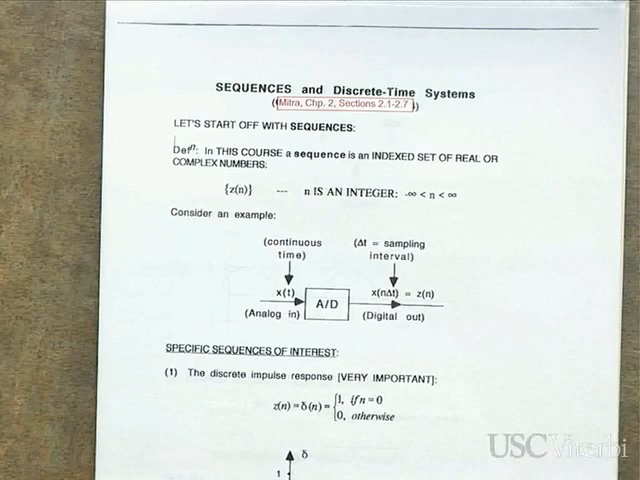 SEQUENCES and Discrete-Time Systems
(Mitra, Chp. 2, Sections 2.1-2.7)
LET'S START OFF WITH SEQUENCES:
Defⁿ: In THIS COURSE a sequence is an INDEXED SET OF REAL OR
COMPLEX NUMBERS:
{z(n)} --- n IS AN INTEGER: -∞ < n < ∞
Consider an example:
(continuous time) (Δt = sampling interval)
x(t) A/D x(nΔt) = z(n)
(Analog in) (Digital out)
SPECIFIC SEQUENCES OF INTEREST:
(1) The discrete impulse response [VERY IMPORTANT]:
z(n) = δ(n) = {1, if n = 0
0, otherwise
δ
1
USC Viterbi